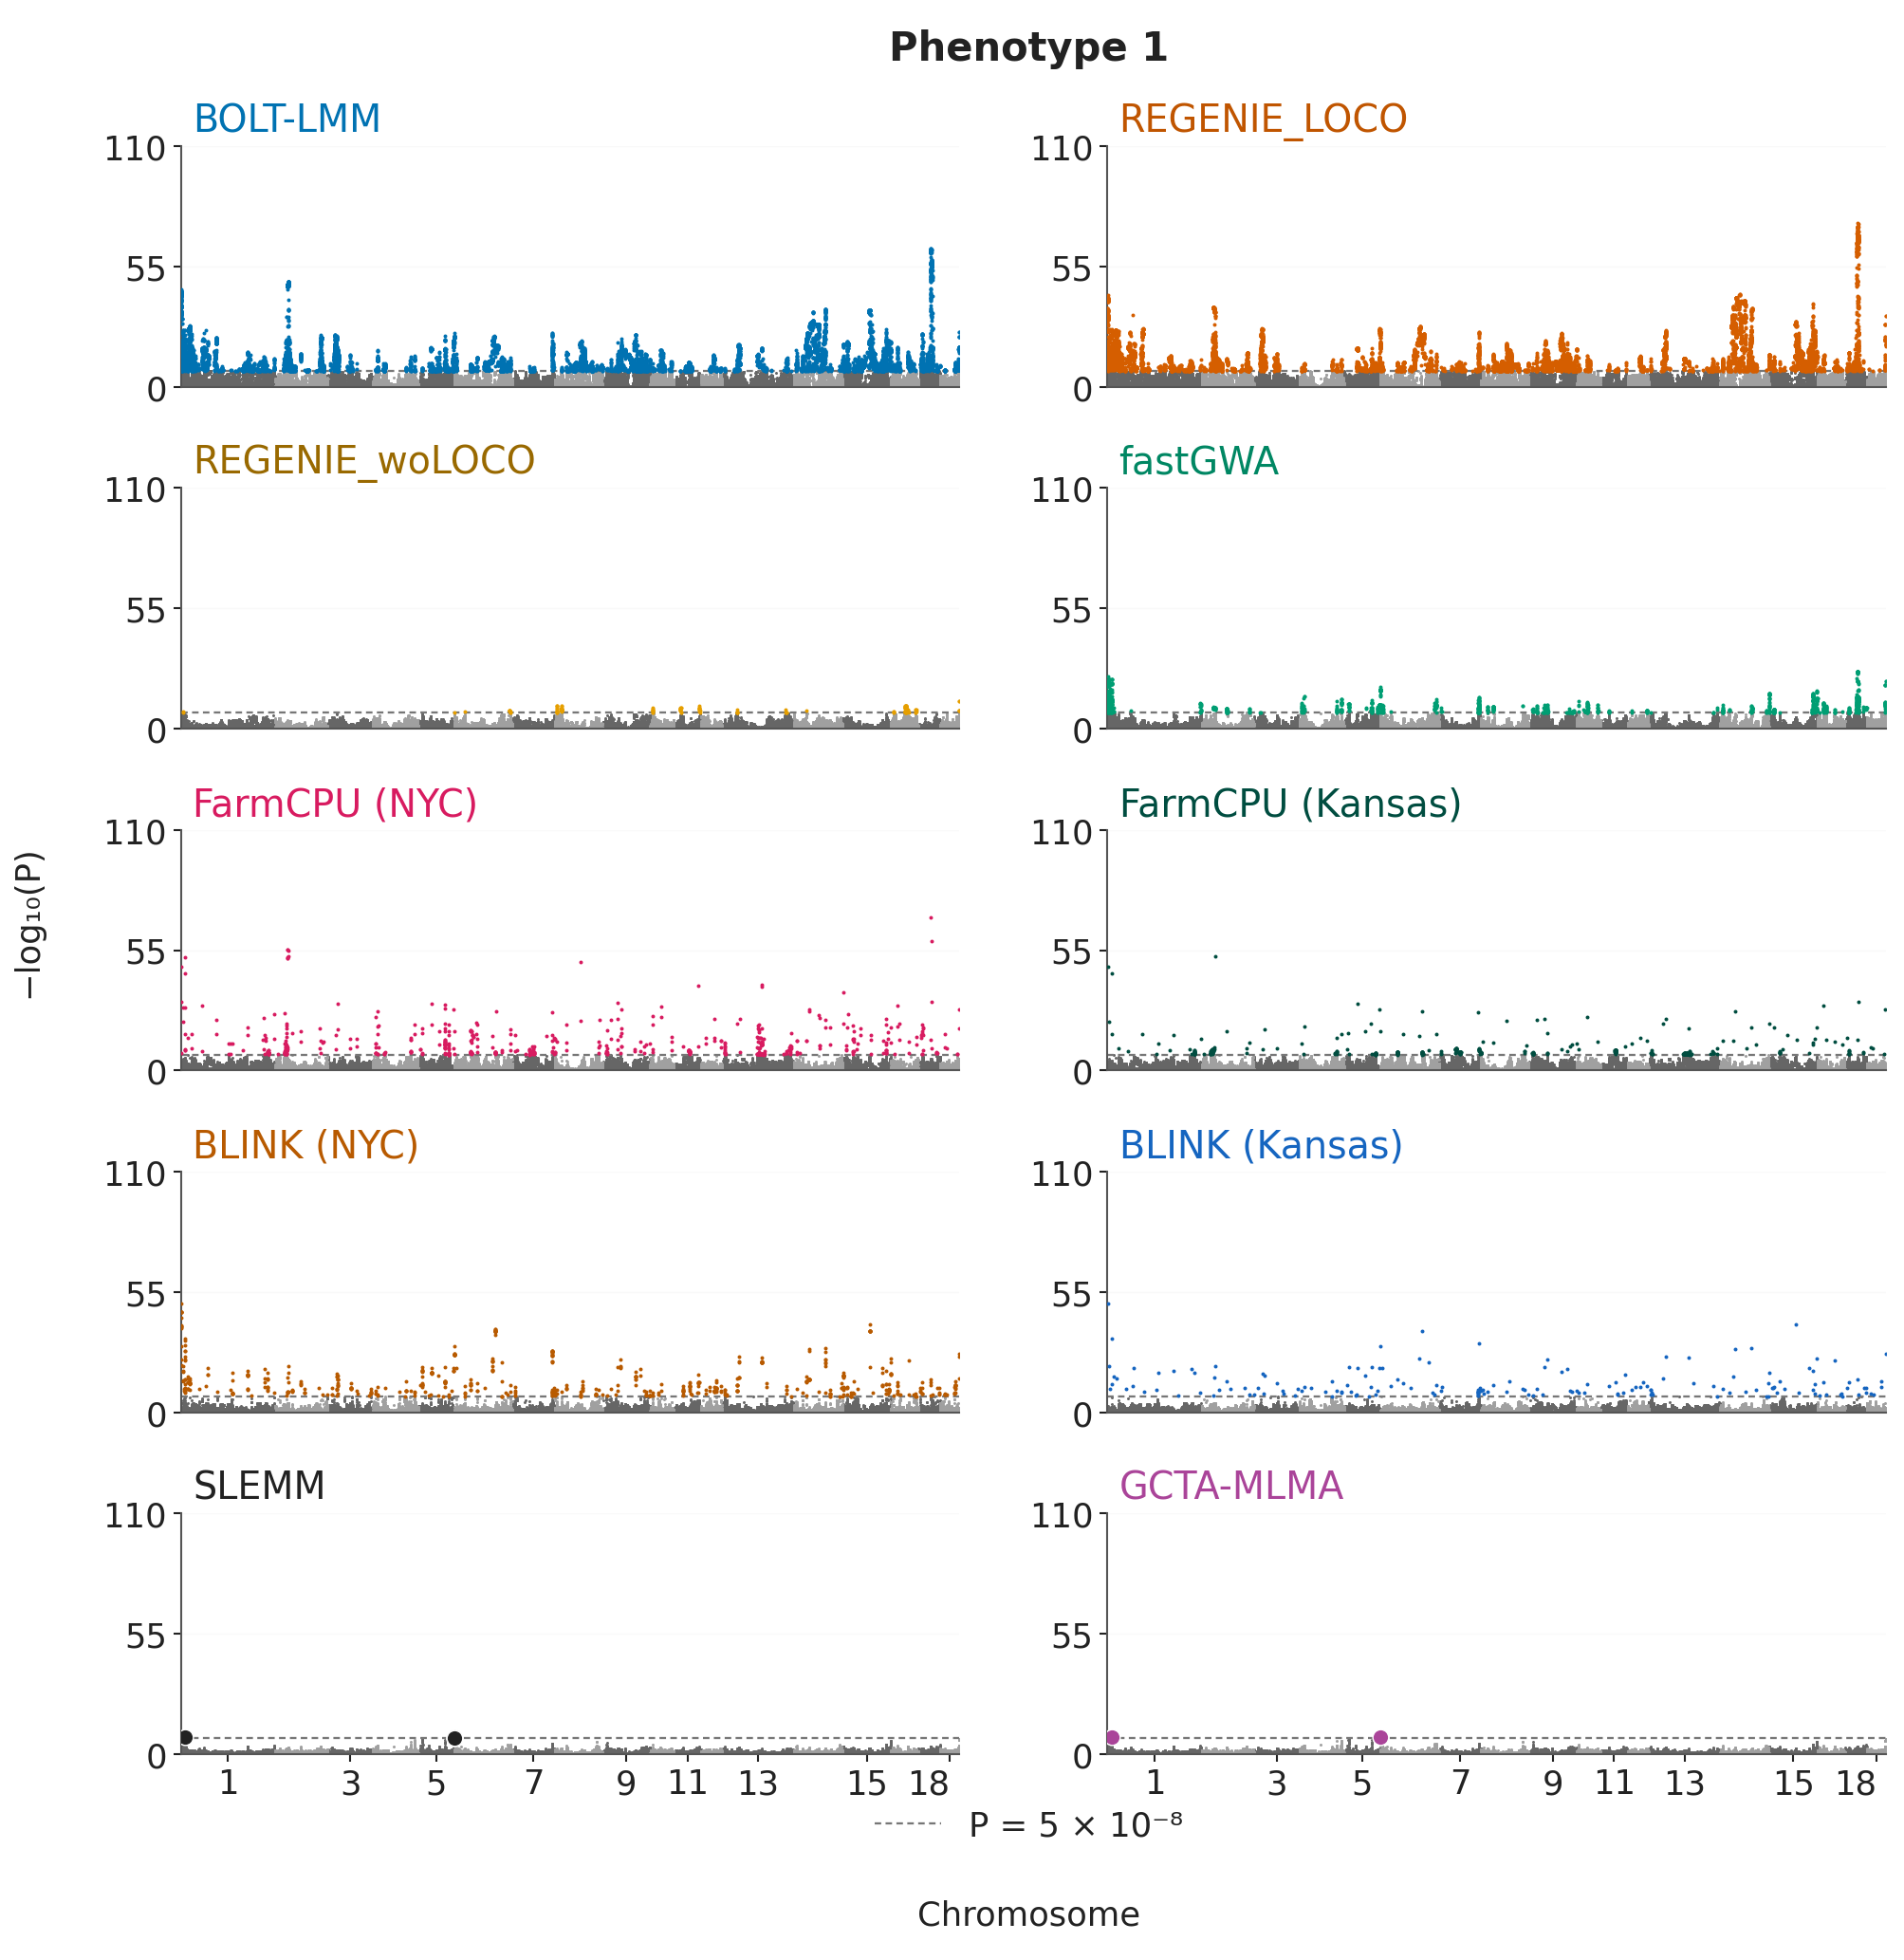 Phenotype 1
BOLT-LMM
REGENIE_LOCO
110
55
0
110
55
0
REGENIE_woLOCO
fastGWA
110
55
0
110
55
0
FarmCPU (NYC)
FarmCPU (Kansas)
110
55
0
110
55
0
−log₁₀(P)
BLINK (NYC)
BLINK (Kansas)
110
55
0
110
55
0
SLEMM
GCTA-MLMA
110
55
0
110
55
0
1 3 5 7 9 11 13 15 18
1 3 5 7 9 11 13 15 18
P = 5 × 10⁻⁸
Chromosome